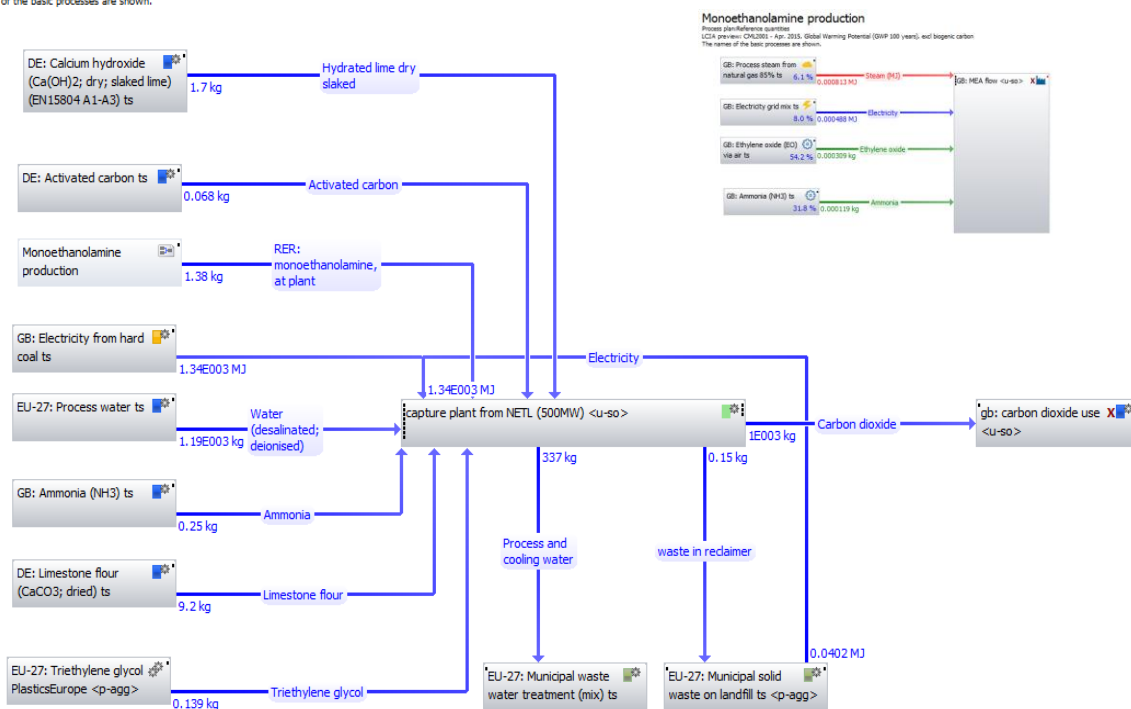 of the basic processes are shown.
Monoethanolamine production
Process plan:Reference quantities
LCIA preview: CML2001 - Apr. 2015, Global Warming Potential (GWP 100 years), excl biogenic carbon
The names of the basic processes are shown.
GB: Process steam from
natural gas 85% ts 6.1 %
0.000813 MJ
Steam (MJ)
GB: MEA flow <u-so> X
GB: Electricity grid mix ts
8.0 %
0.000488 MJ
Electricity
GB: Ethylene oxide (EO)
via air ts 54.2 %
0.000309 kg
Ethylene oxide
GB: Ammonia (NH3) ts
31.8 %
0.000119 kg
Ammonia
DE: Calcium hydroxide
(Ca(OH)2; dry; slaked lime)
(EN15804 A1-A3) ts
1.7 kg
Hydrated lime dry
slaked
DE: Activated carbon ts
0.068 kg
Activated carbon
Monoethanolamine
production
1.38 kg
RER:
monoethanolamine,
at plant
GB: Electricity from hard
coal ts
1.34E003 MJ
Electricity
1.34E003 MJ
EU-27: Process water ts
1.19E003 kg
Water
(desalinated;
deionised)
capture plant from NETL (500MW) <u-so>
1E003 kg
Carbon dioxide
gb: carbon dioxide use X
<u-so>
337 kg
0.15 kg
GB: Ammonia (NH3) ts
0.25 kg
Ammonia
Process and
cooling water
waste in reclaimer
DE: Limestone flour
(CaCO3; dried) ts
9.2 kg
Limestone flour
EU-27: Triethylene glycol
PlasticsEurope <p-agg>
0.139 kg
Triethylene glycol
EU-27: Municipal waste
water treatment (mix) ts
EU-27: Municipal solid
waste on landfill ts <p-agg>
0.0402 MJ